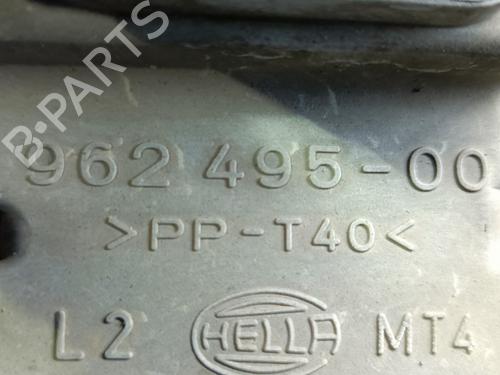 B-PARTS
962 495-00
>PP-T40<
L2 HELLA MT4